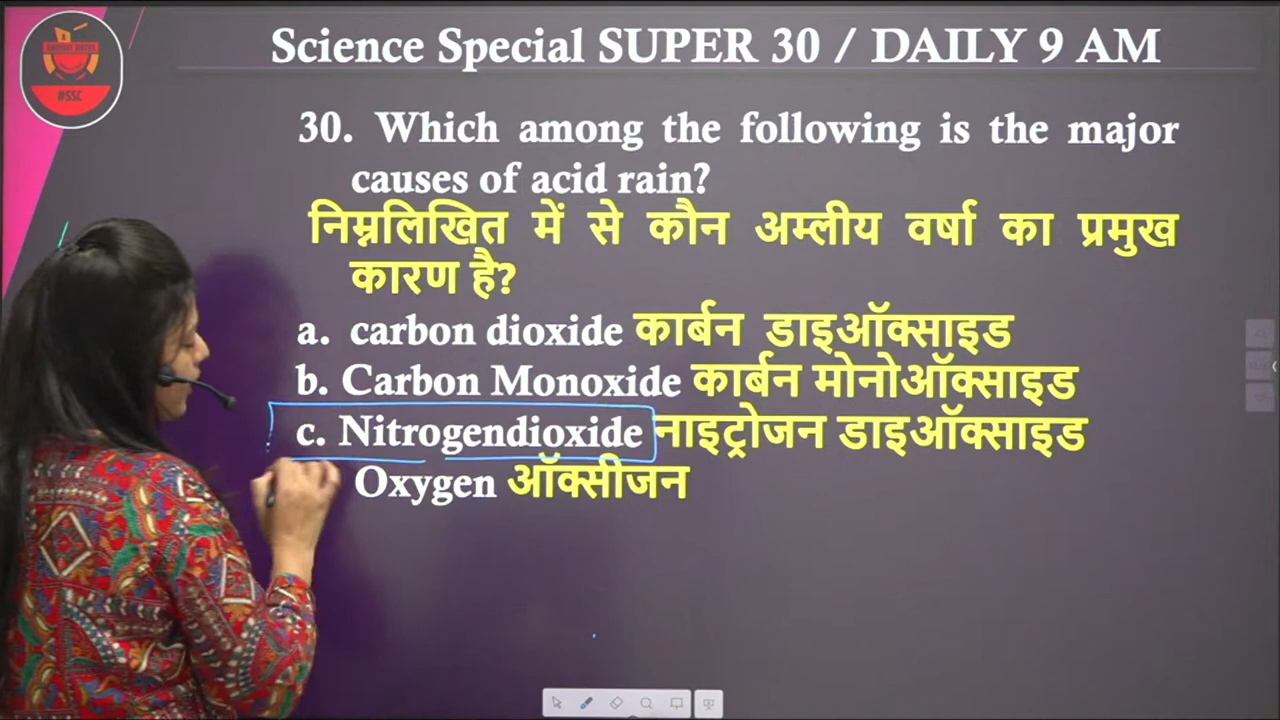 Science Special SUPER 30 / DAILY 9 AM
#SSC
30. Which among the following is the major
causes of acid rain?
निम्नलिखित में से कौन अम्लीय वर्षा का प्रमुख
कारण है?
a. carbon dioxide कार्बन डाइऑक्साइड
b. Carbon Monoxide कार्बन मोनोऑक्साइड
c. Nitrogendioxide नाइट्रोजन डाइऑक्साइड
Oxygen ऑक्सीजन